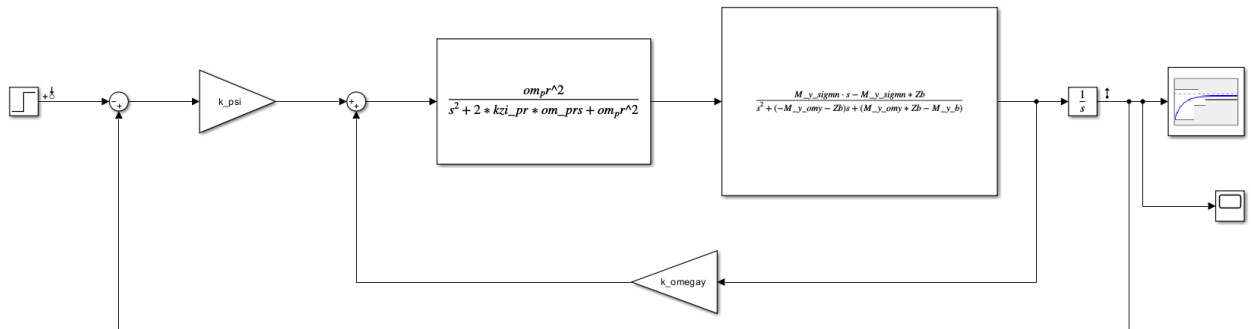 k_psi
om_pr^2
s^2 + 2 * kzi_pr * om_prs + om_pr^2
M_y_sigmn · s − M_y_sigmn * Zb
s^2 + (−M_y_omy − Zb)s + (M_y_omy * Zb − M_y_b)
1
s
k_omegay